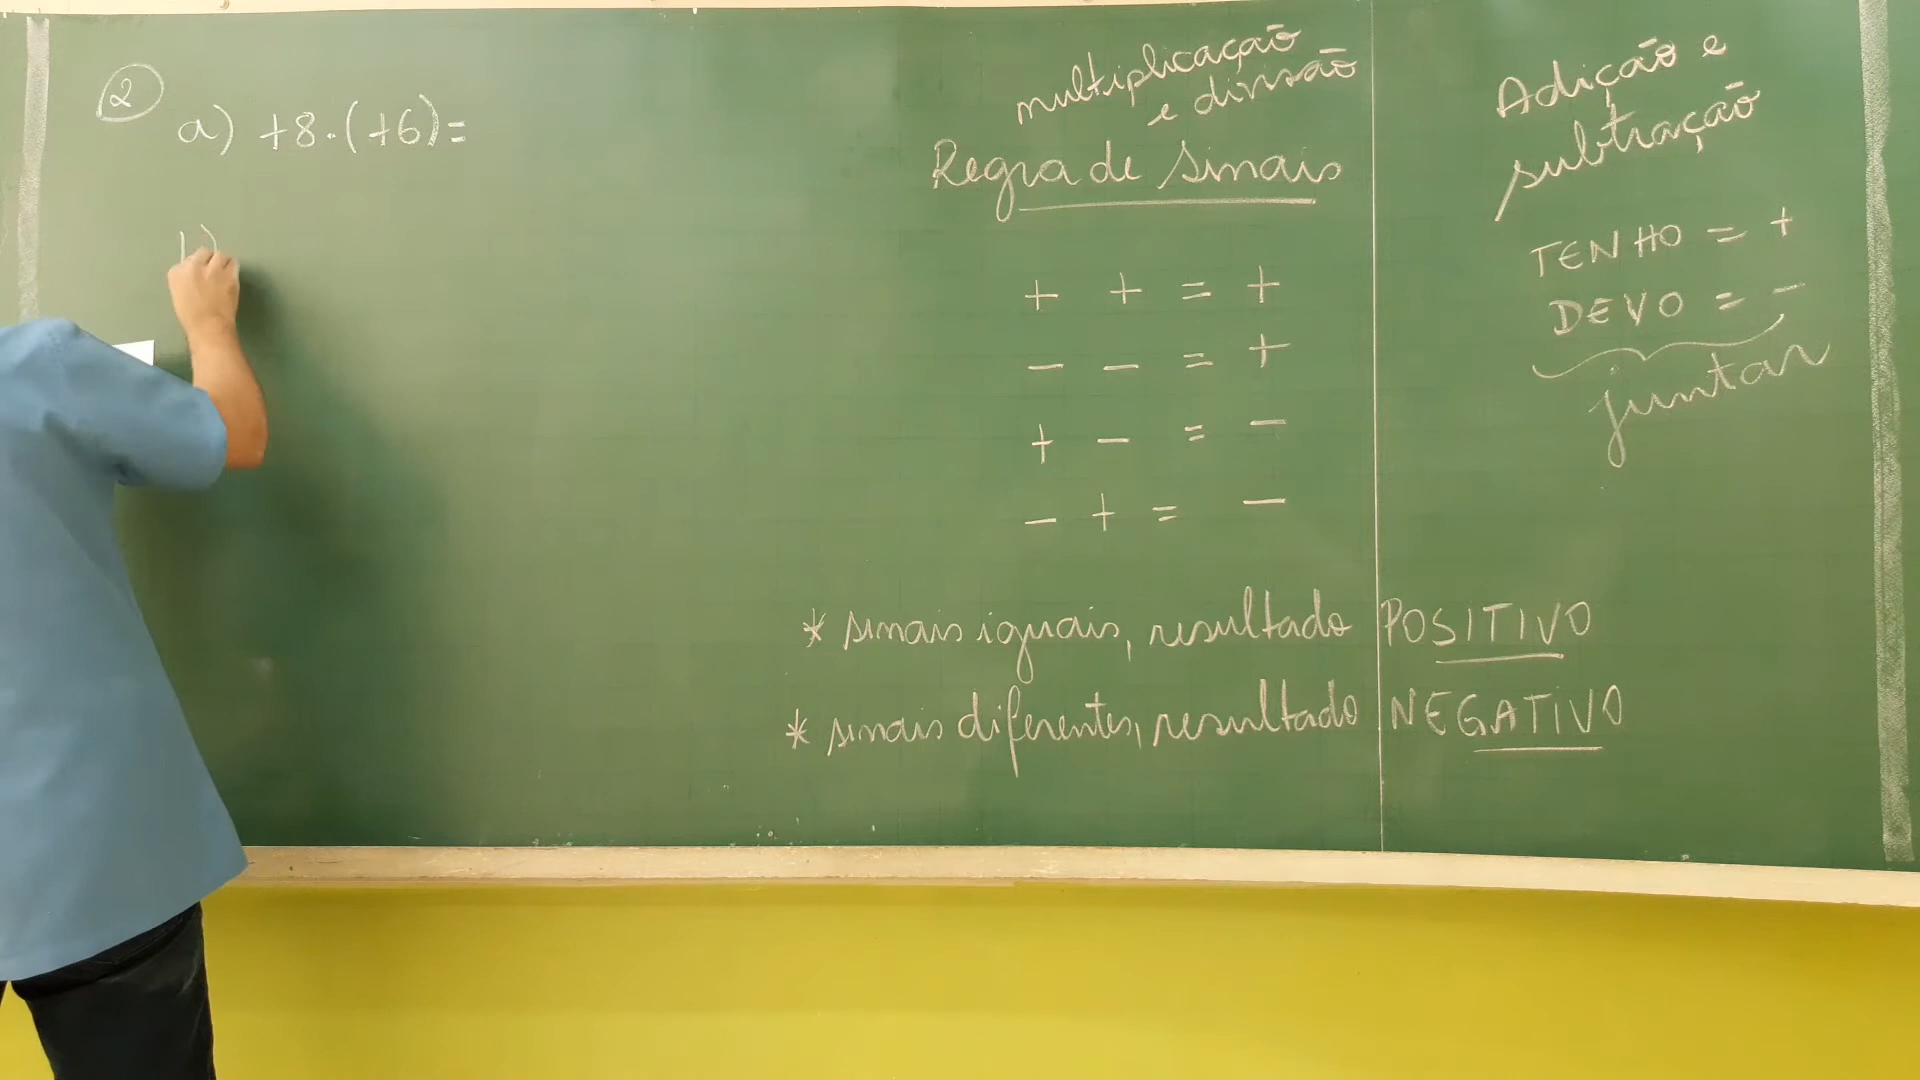 2
a) +8.(+6)=
b)
multiplicação
e divisão
Regra de Sinais
+ + = +
- - = +
+ - = -
- + = -
* sinais iguais, resultado POSITIVO
* sinais diferentes, resultado NEGATIVO
Adição e
subtração
TENHO = +
DEVO = -
juntar